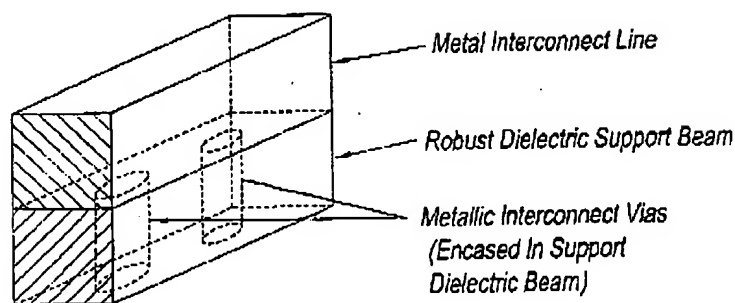 Metal Interconnect Line
Robust Dielectric Support Beam
Metallic Interconnect Vias
(Encased In Support
Dielectric Beam)